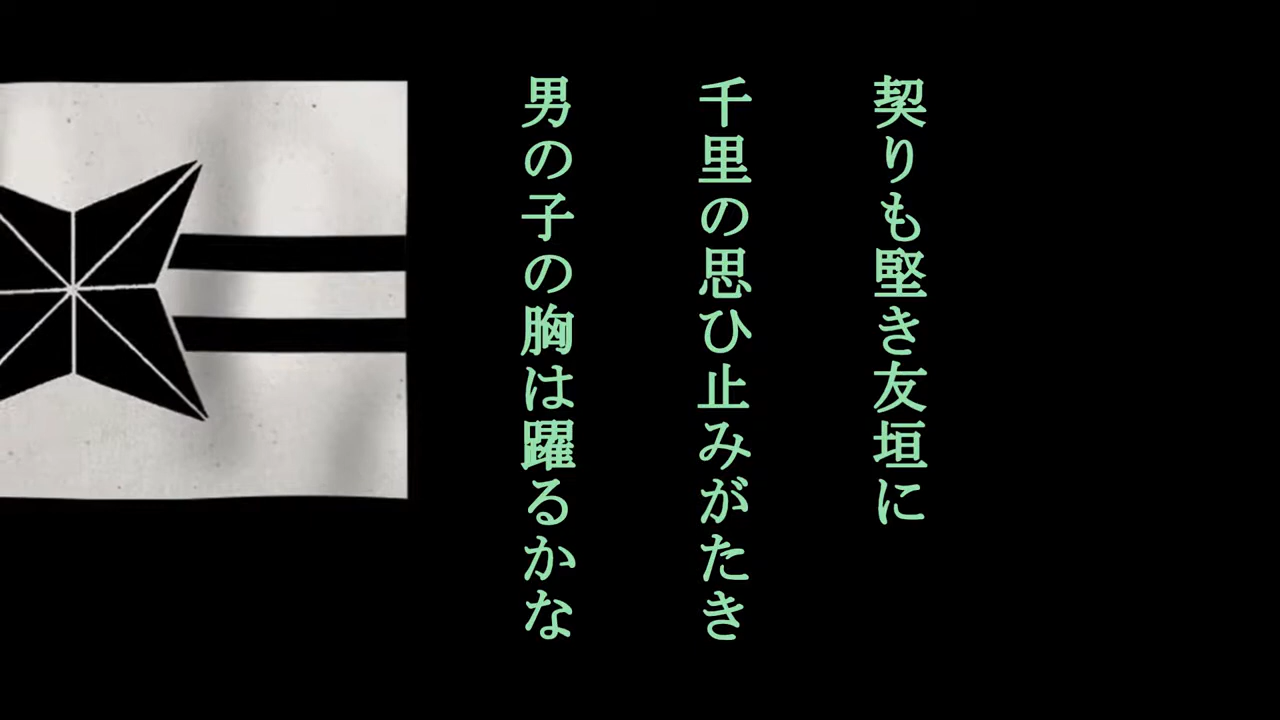 契りも堅き友垣に
千里の思ひ止みがたき
男の子の胸は躍るかな